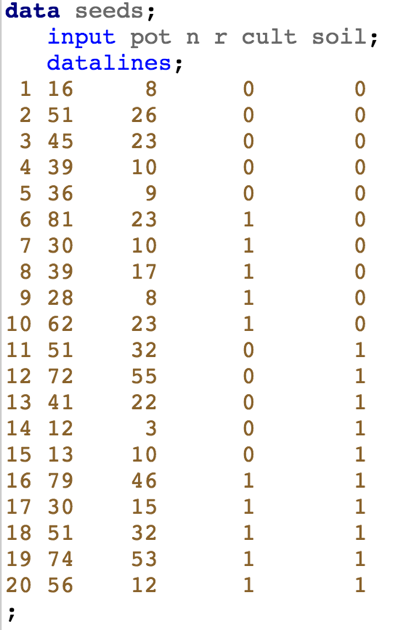 data seeds;
input pot n r cult soil;
datalines;
1 16 8 0 0
2 51 26 0 0
3 45 23 0 0
4 39 10 0 0
5 36 9 0 0
6 81 23 1 0
7 30 10 1 0
8 39 17 1 0
9 28 8 1 0
10 62 23 1 0
11 51 32 0 1
12 72 55 0 1
13 41 22 0 1
14 12 3 0 1
15 13 10 0 1
16 79 46 1 1
17 30 15 1 1
18 51 32 1 1
19 74 53 1 1
20 56 12 1 1
;